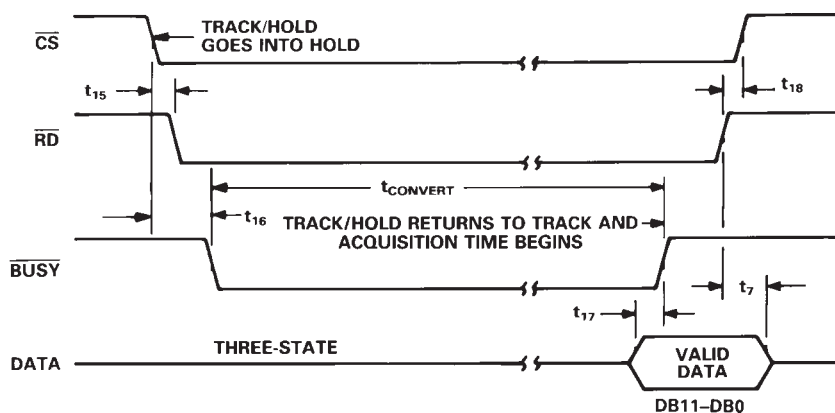 TRACK/HOLD
GOES INTO HOLD
CS
t15
t18
RD
tCONVERT
t16
TRACK/HOLD RETURNS TO TRACK AND
ACQUISITION TIME BEGINS
BUSY
t7
t17
THREE-STATE
VALID
DATA
DATA
DB11–DB0